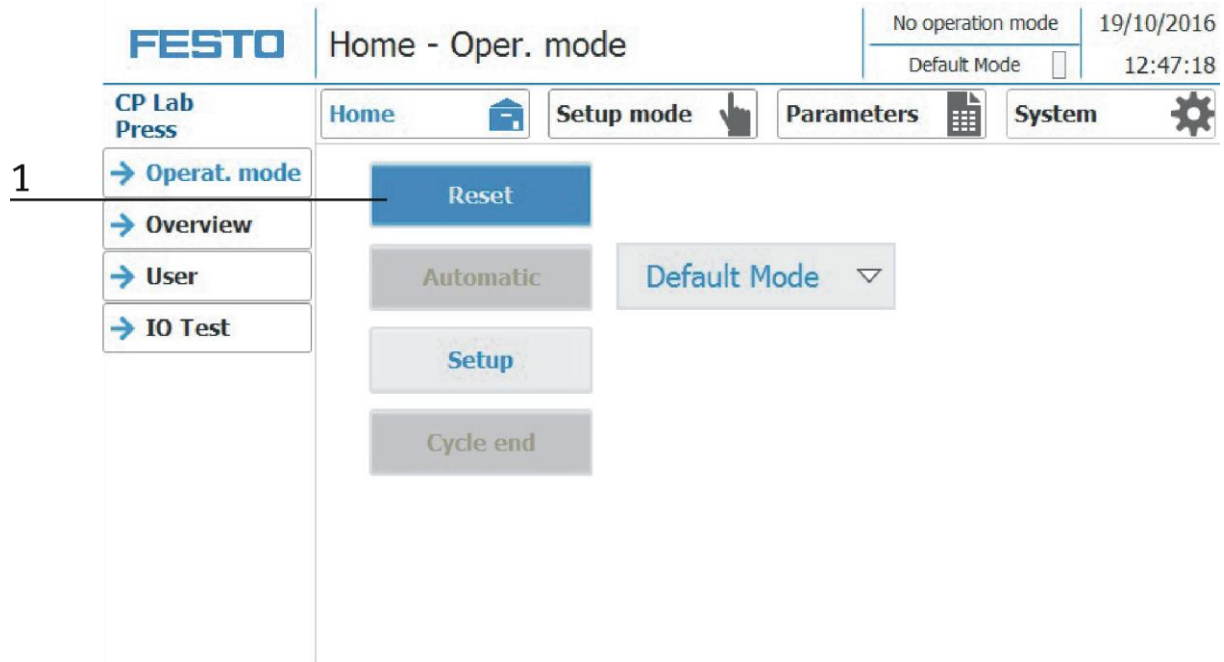 FESTO
Home - Oper. mode
No operation mode
Default Mode
19/10/2016
12:47:18
CP Lab
Press
Home
Setup mode
Parameters
System
1
Operat. mode
Overview
User
IO Test
Reset
Automatic
Default Mode
Setup
Cycle end